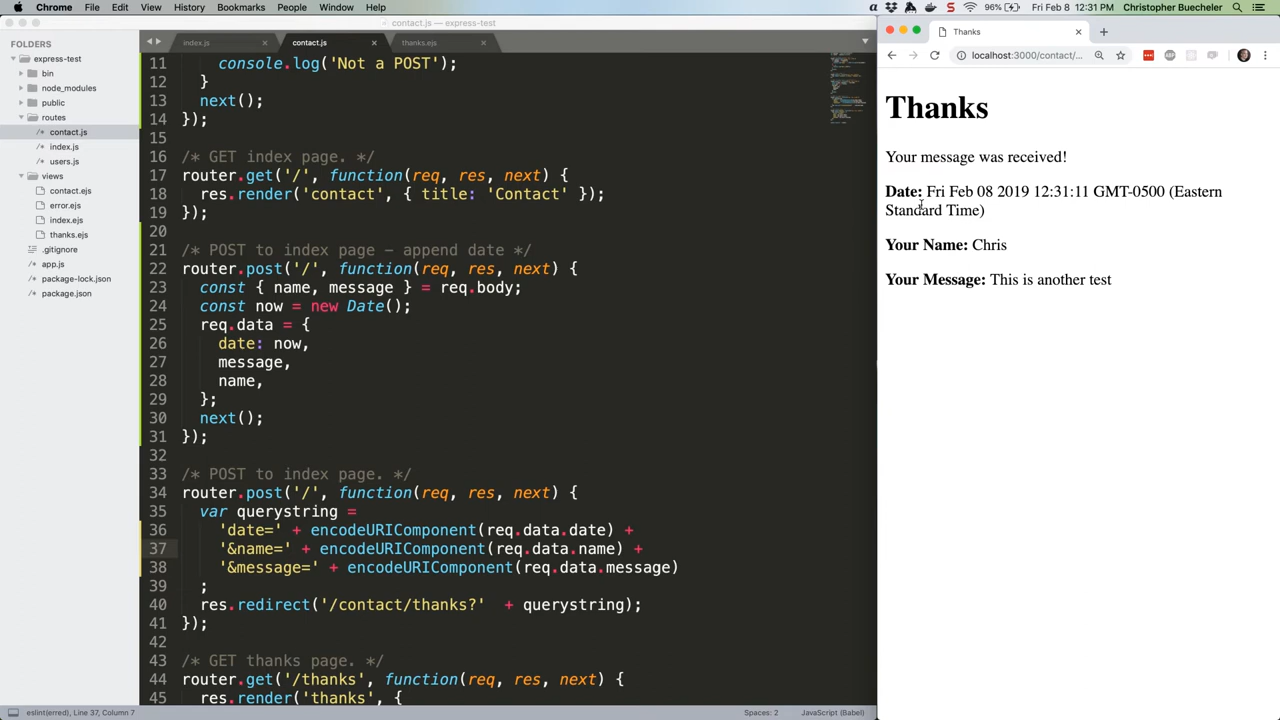 Chrome File Edit View History Bookmarks People Window Help
96% Fri Feb 8 12:31 PM Christopher Buecheler
contact.js — express-test
FOLDERS
express-test
bin
node_modules
public
routes
contact.js
index.js
users.js
views
contact.ejs
error.ejs
index.ejs
thanks.ejs
.gitignore
app.js
package-lock.json
package.json
index.js contact.js thanks.ejs
11 console.log('Not a POST');
12 }
13 next();
14 });
15
16 /* GET index page. */
17 router.get('/', function(req, res, next) {
18 res.render('contact', { title: 'Contact' });
19 });
20
21 /* POST to index page – append date */
22 router.post('/', function(req, res, next) {
23 const { name, message } = req.body;
24 const now = new Date();
25 req.data = {
26 date: now,
27 message,
28 name,
29 };
30 next();
31 });
32
33 /* POST to index page. */
34 router.post('/', function(req, res, next) {
35 var querystring =
36 'date=' + encodeURIComponent(req.data.date) +
37 '&name=' + encodeURIComponent(req.data.name) +
38 '&message=' + encodeURIComponent(req.data.message)
39 ;
40 res.redirect('/contact/thanks?' + querystring);
41 });
42
43 /* GET thanks page. */
44 router.get('/thanks', function(req, res, next) {
45 res.render('thanks', {
eslint(erred), Line 37, Column 7
Spaces: 2 JavaScript (Babel)
Thanks
localhost:3000/contact/...
Thanks
Your message was received!
Date: Fri Feb 08 2019 12:31:11 GMT-0500 (Eastern
Standard Time)
Your Name: Chris
Your Message: This is another test